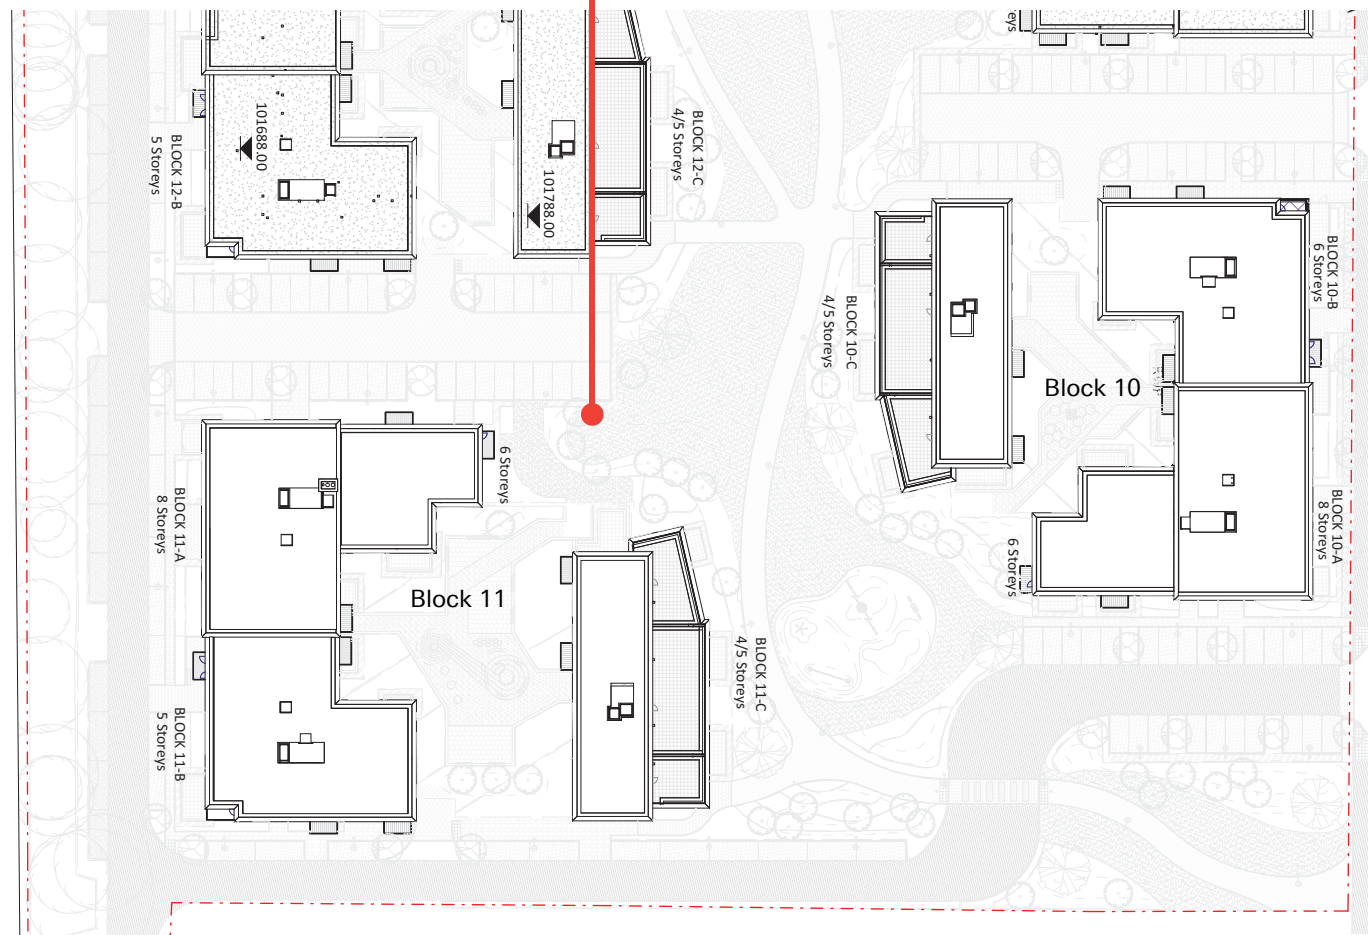 Storeys
101688.00
BLOCK 12-B
5 Storeys
101788.00
BLOCK 12-C
4/5 Storeys
BLOCK 10-B
6 Storeys
BLOCK 10-C
4/5 Storeys
Block 10
6 Storeys
BLOCK 11-A
8 Storeys
BLOCK 10-A
8 Storeys
6 Storeys
Block 11
BLOCK 11-C
4/5 Storeys
BLOCK 11-B
5 Storeys